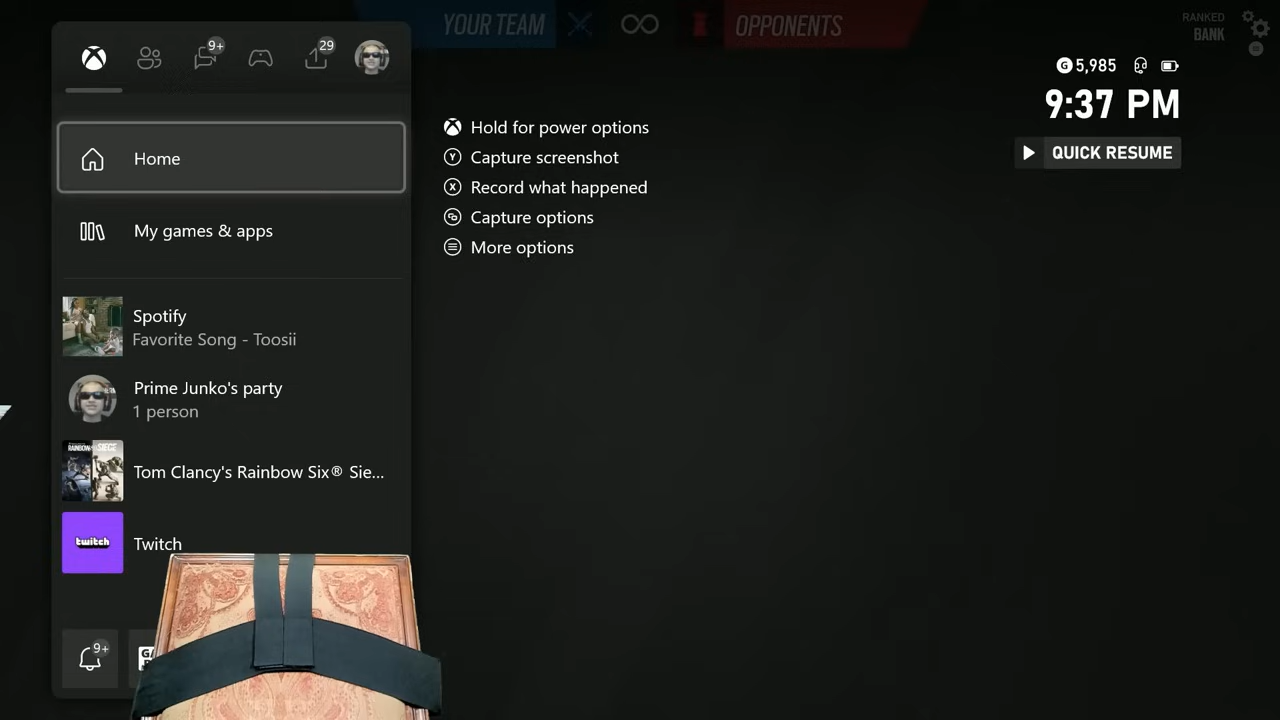 YOUR TEAM
OPPONENTS
RANKED
BANK
9+
29
G 5,985
9:37 PM
QUICK RESUME
Home
My games & apps
Hold for power options
Y Capture screenshot
X Record what happened
Capture options
More options
Spotify
Favorite Song - Toosii
Prime Junko's party
1 person
RAINBOW SIEGE
Tom Clancy's Rainbow Six® Sie...
twitch
Twitch
9+